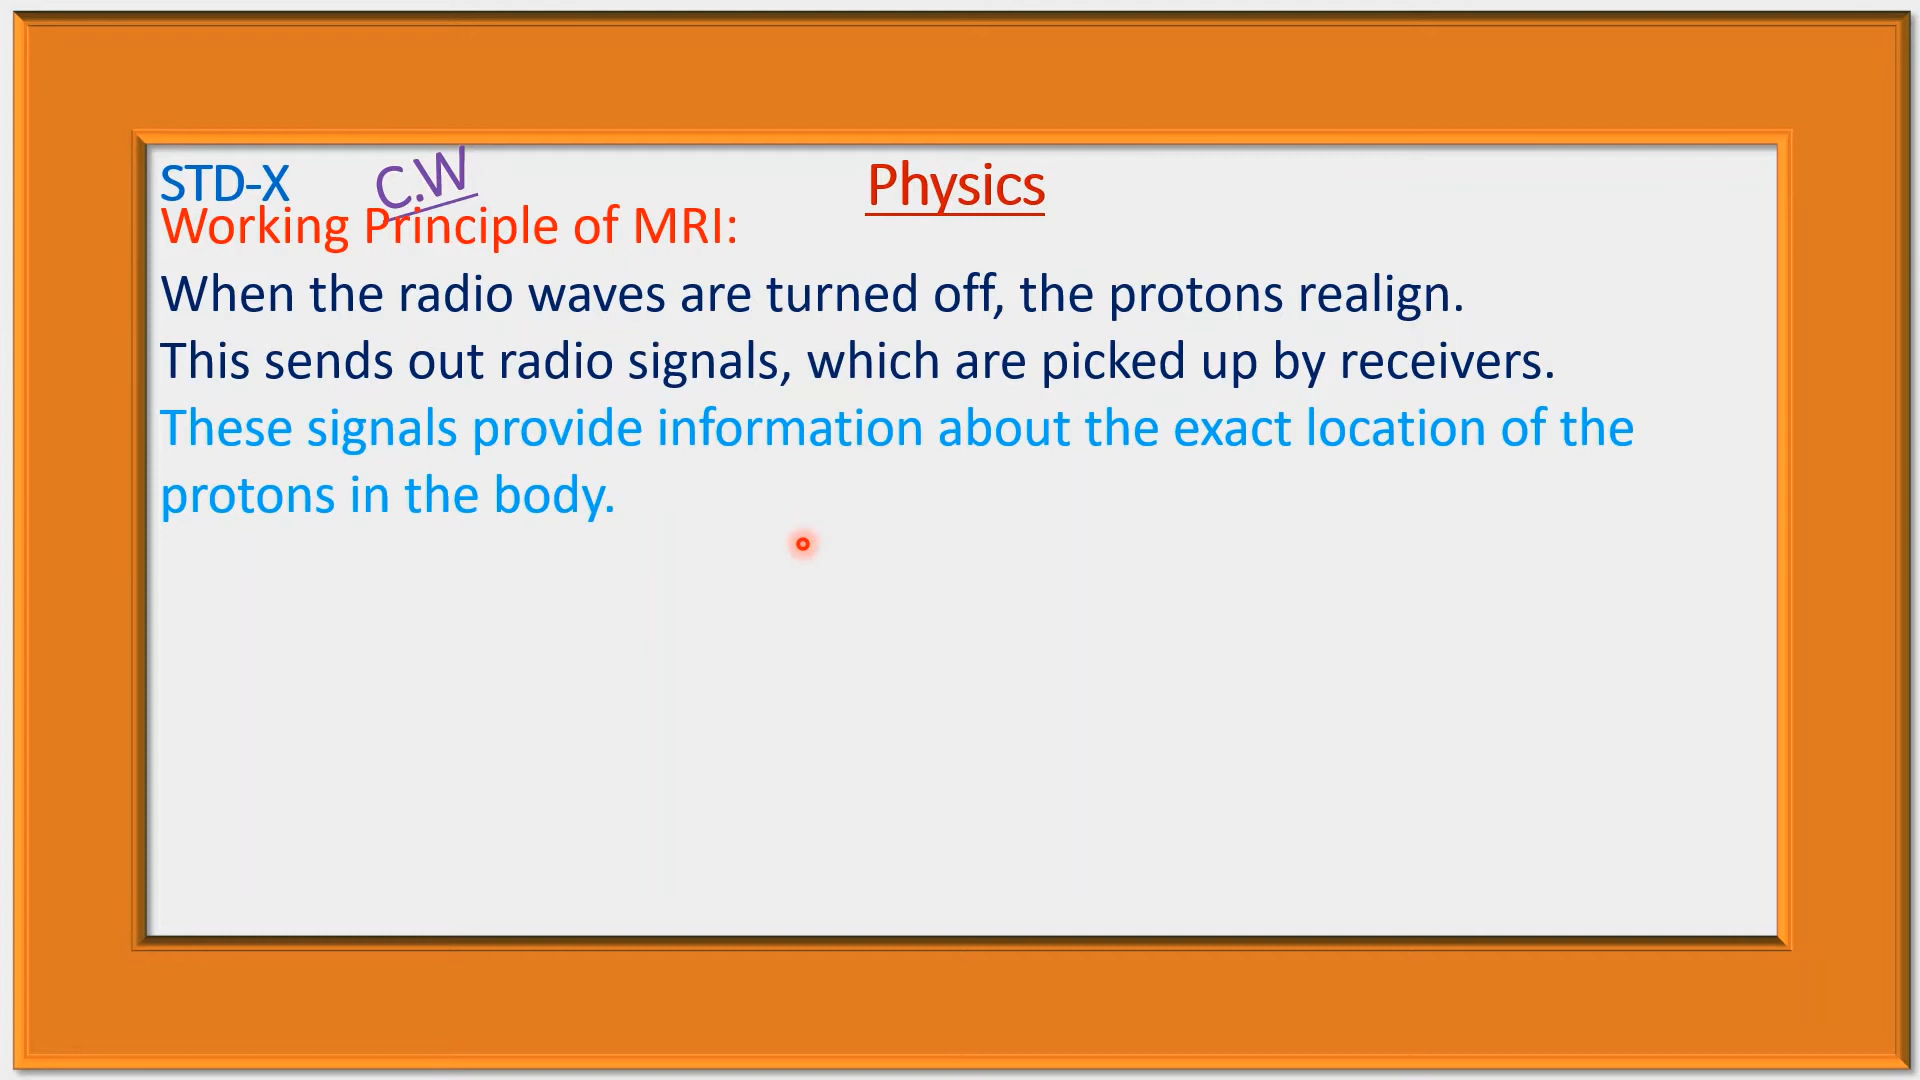 STD-X C.W Physics
Working Principle of MRI:
When the radio waves are turned off, the protons realign.
This sends out radio signals, which are picked up by receivers.
These signals provide information about the exact location of the
protons in the body.